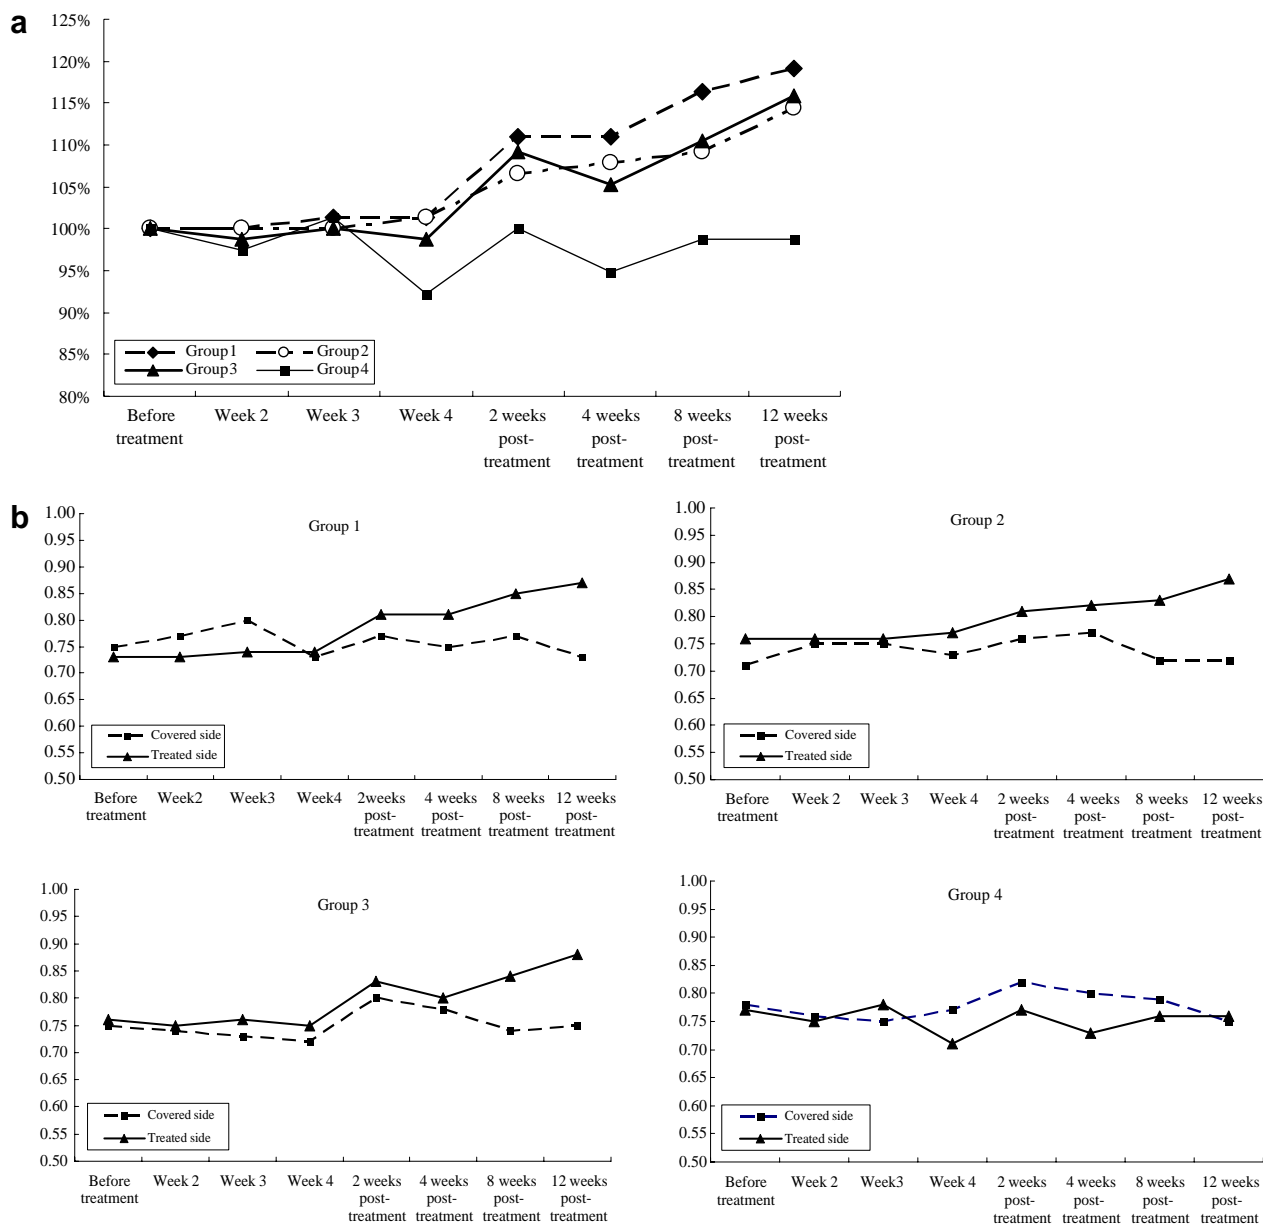 a
125%
120%
115%
110%
105%
100%
95%
90%
85%
80%
Group1 Group2
Group3 Group4
Before Week 2 Week 3 Week 4 2 weeks 4 weeks 8 weeks 12 weeks
treatment post- post- post- post-
treatment treatment treatment treatment
b
Group 1
1.00
0.95
0.90
0.85
0.80
0.75
0.70
0.65
0.60
0.55
0.50
Covered side
Treated side
Before Week2 Week3 Week4 2weeks 4 weeks 8 weeks 12 weeks
treatment post- post- post- post-
treatment treatment treatment treatment
Group 2
1.00
0.95
0.90
0.85
0.80
0.75
0.70
0.65
0.60
0.55
0.50
Covered side
Treated side
Before Week 2 Week 3 Week 4 2 weeks 4 weeks 8 weeks 12 weeks
treatment post- post- post- post-
treatment treatment treatment treatment
Group 3
1.00
0.95
0.90
0.85
0.80
0.75
0.70
0.65
0.60
0.55
0.50
Covered side
Treated side
Before Week 2 Week 3 Week 4 2 weeks 4 weeks 8 weeks 12 weeks
treatment post- post- post- post-
treatment treatment treatment treatment
Group 4
1.00
0.95
0.90
0.85
0.80
0.75
0.70
0.65
0.60
0.55
0.50
Covered side
Treated side
Before Week 2 Week3 Week 4 2 weeks 4 weeks 8 weeks 12 weeks
treatment post- post- post- post-
treatment treatment treatment treatment